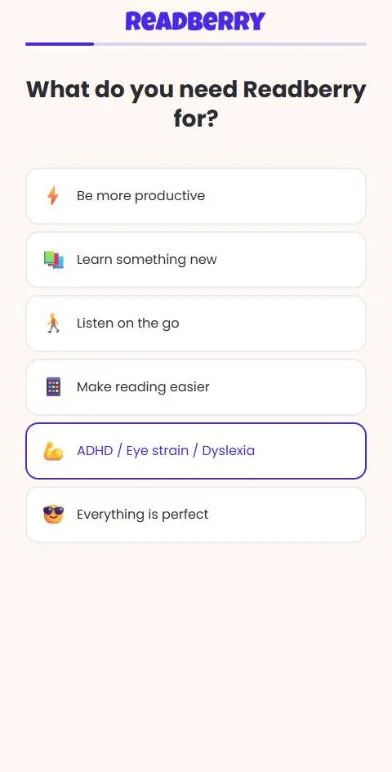 ReadBerry
What do you need Readberry
for?
Be more productive
Learn something new
Listen on the go
Make reading easier
ADHD / Eye strain / Dyslexia
Everything is perfect